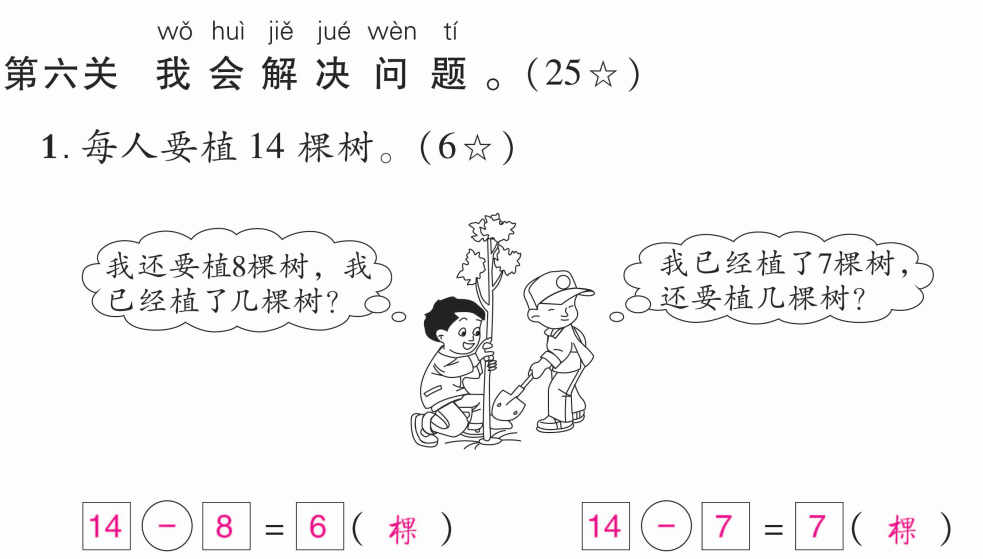 wǒ huì jiě jué wèn tí
第六关 我会解决问题。(25☆)
1. 每人要植 14 棵树。(6☆)
我还要植8棵树，我
已经植了几棵树？
我已经植了7棵树，
还要植几棵树？
14 - 8 = 6 ( 棵 )
14 - 7 = 7 ( 棵 )